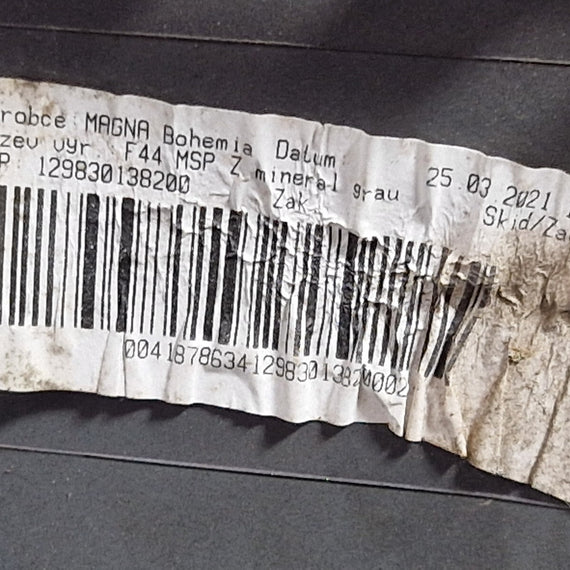 robce: MAGNA Bohemia Datum: 25.03 2021
zev vyr F44 MSP Z mineral grau Skid/Za
P 129830138200 Zak
004187863412983013820002